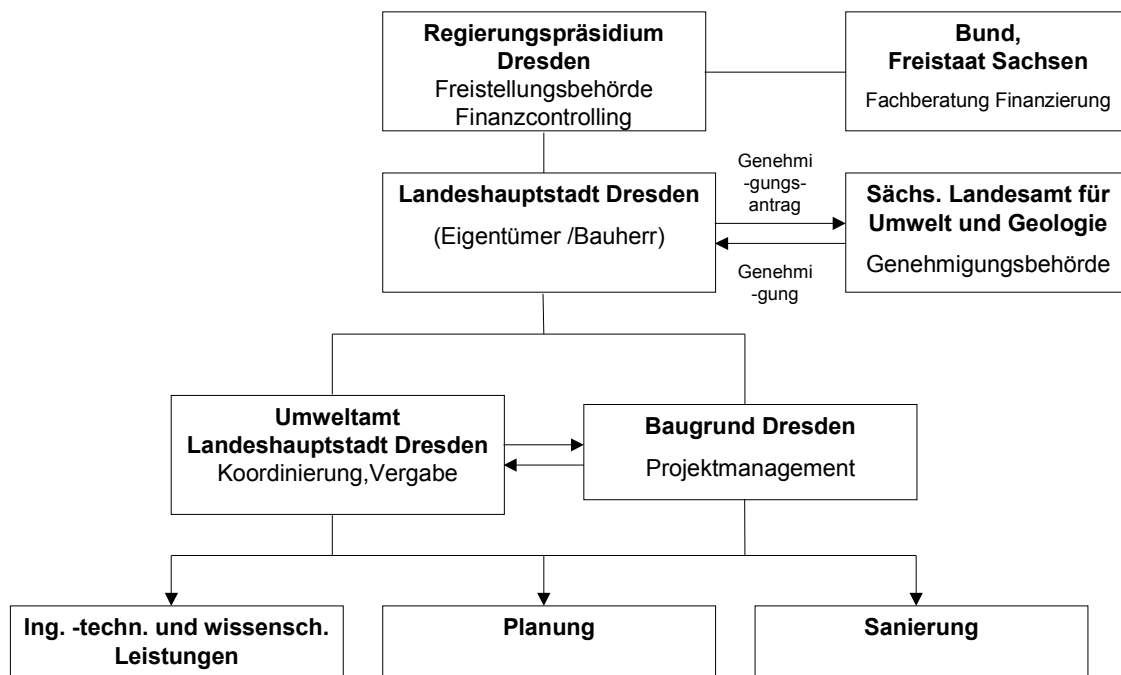 Regierungspräsidium
Dresden
Freistellungsbehörde
Finanzcontrolling
Bund,
Freistaat Sachsen
Fachberatung Finanzierung
Landeshauptstadt Dresden
(Eigentümer /Bauherr)
Genehmi
-gungs-
antrag
Genehmi
-gung
Sächs. Landesamt für
Umwelt und Geologie
Genehmigungsbehörde
Umweltamt
Landeshauptstadt Dresden
Koordinierung,Vergabe
Baugrund Dresden
Projektmanagement
Ing. -techn. und wissensch.
Leistungen
Planung
Sanierung